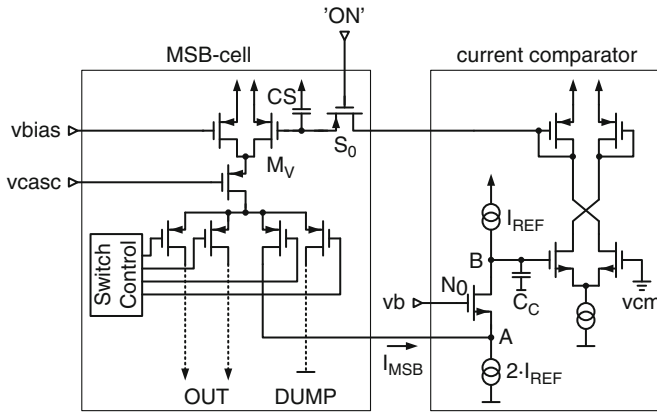 'ON'
MSB-cell
current comparator
CS
vbias
S0
MV
vcasc
IREF
B
Switch
Control
N0
CC
vb
vcm
A
IMSB
2·IREF
OUT
DUMP